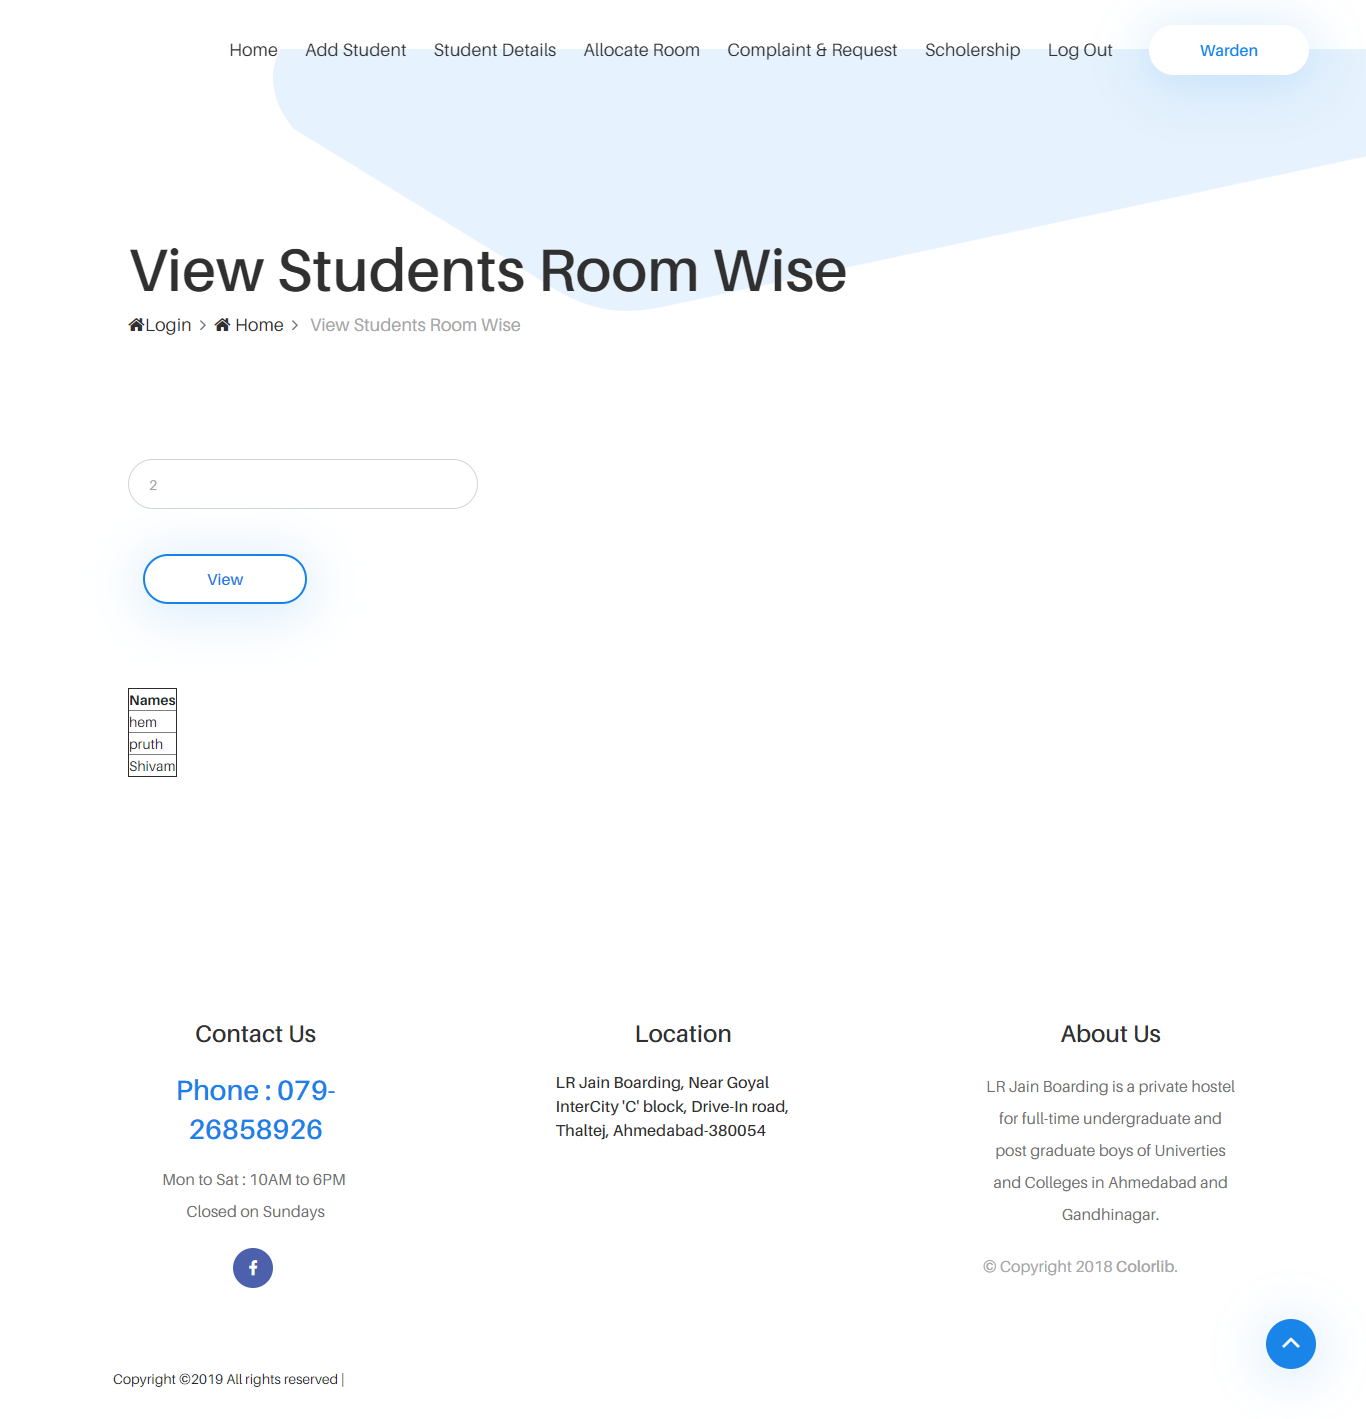 Home Add Student Student Details Allocate Room Complaint & Request Scholership Log Out Warden
View Students Room Wise
Login > Home > View Students Room Wise
2
View
Names
hem
pruth
Shivam
Contact Us
Phone : 079-
26858926
Mon to Sat : 10AM to 6PM
Closed on Sundays
Location
LR Jain Boarding, Near Goyal
InterCity 'C' block, Drive-In road,
Thaltej, Ahmedabad-380054
About Us
LR Jain Boarding is a private hostel
for full-time undergraduate and
post graduate boys of Univerties
and Colleges in Ahmedabad and
Gandhinagar.
© Copyright 2018 Colorlib.
Copyright ©2019 All rights reserved |